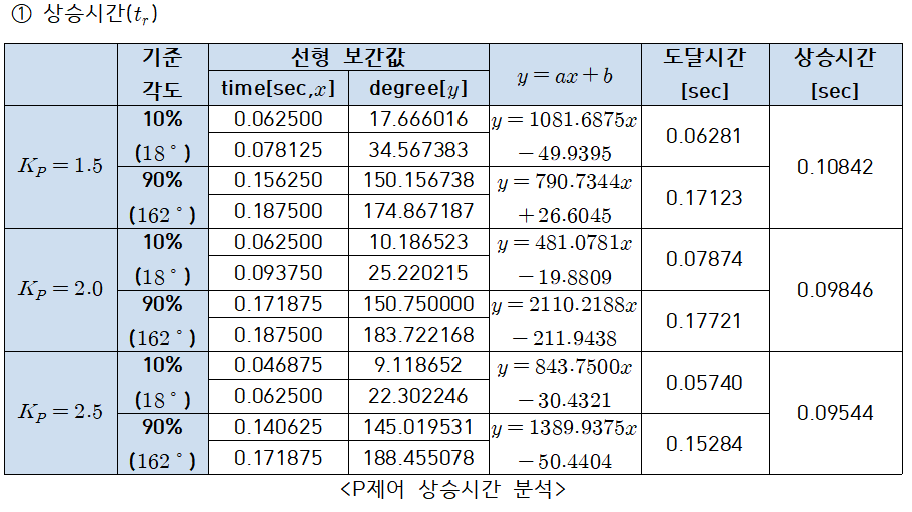 ① 상승시간(t_r)
기준 각도 선형 보간값 y = ax + b 도달시간 [sec] 상승시간 [sec]
time[sec,x] degree[y]
K_P = 1.5 10% (18°) 0.062500 17.666016 y = 1081.6875x - 49.9395 0.06281 0.10842
0.078125 34.567383
90% (162°) 0.156250 150.156738 y = 790.7344x + 26.6045 0.17123
0.187500 174.867187
K_P = 2.0 10% (18°) 0.062500 10.186523 y = 481.0781x - 19.8809 0.07874 0.09846
0.093750 25.220215
90% (162°) 0.171875 150.750000 y = 2110.2188x - 211.9438 0.17721
0.187500 183.722168
K_P = 2.5 10% (18°) 0.046875 9.118652 y = 843.7500x - 30.4321 0.05740 0.09544
0.062500 22.302246
90% (162°) 0.140625 145.019531 y = 1389.9375x - 50.4404 0.15284
0.171875 188.455078
<P제어 상승시간 분석>